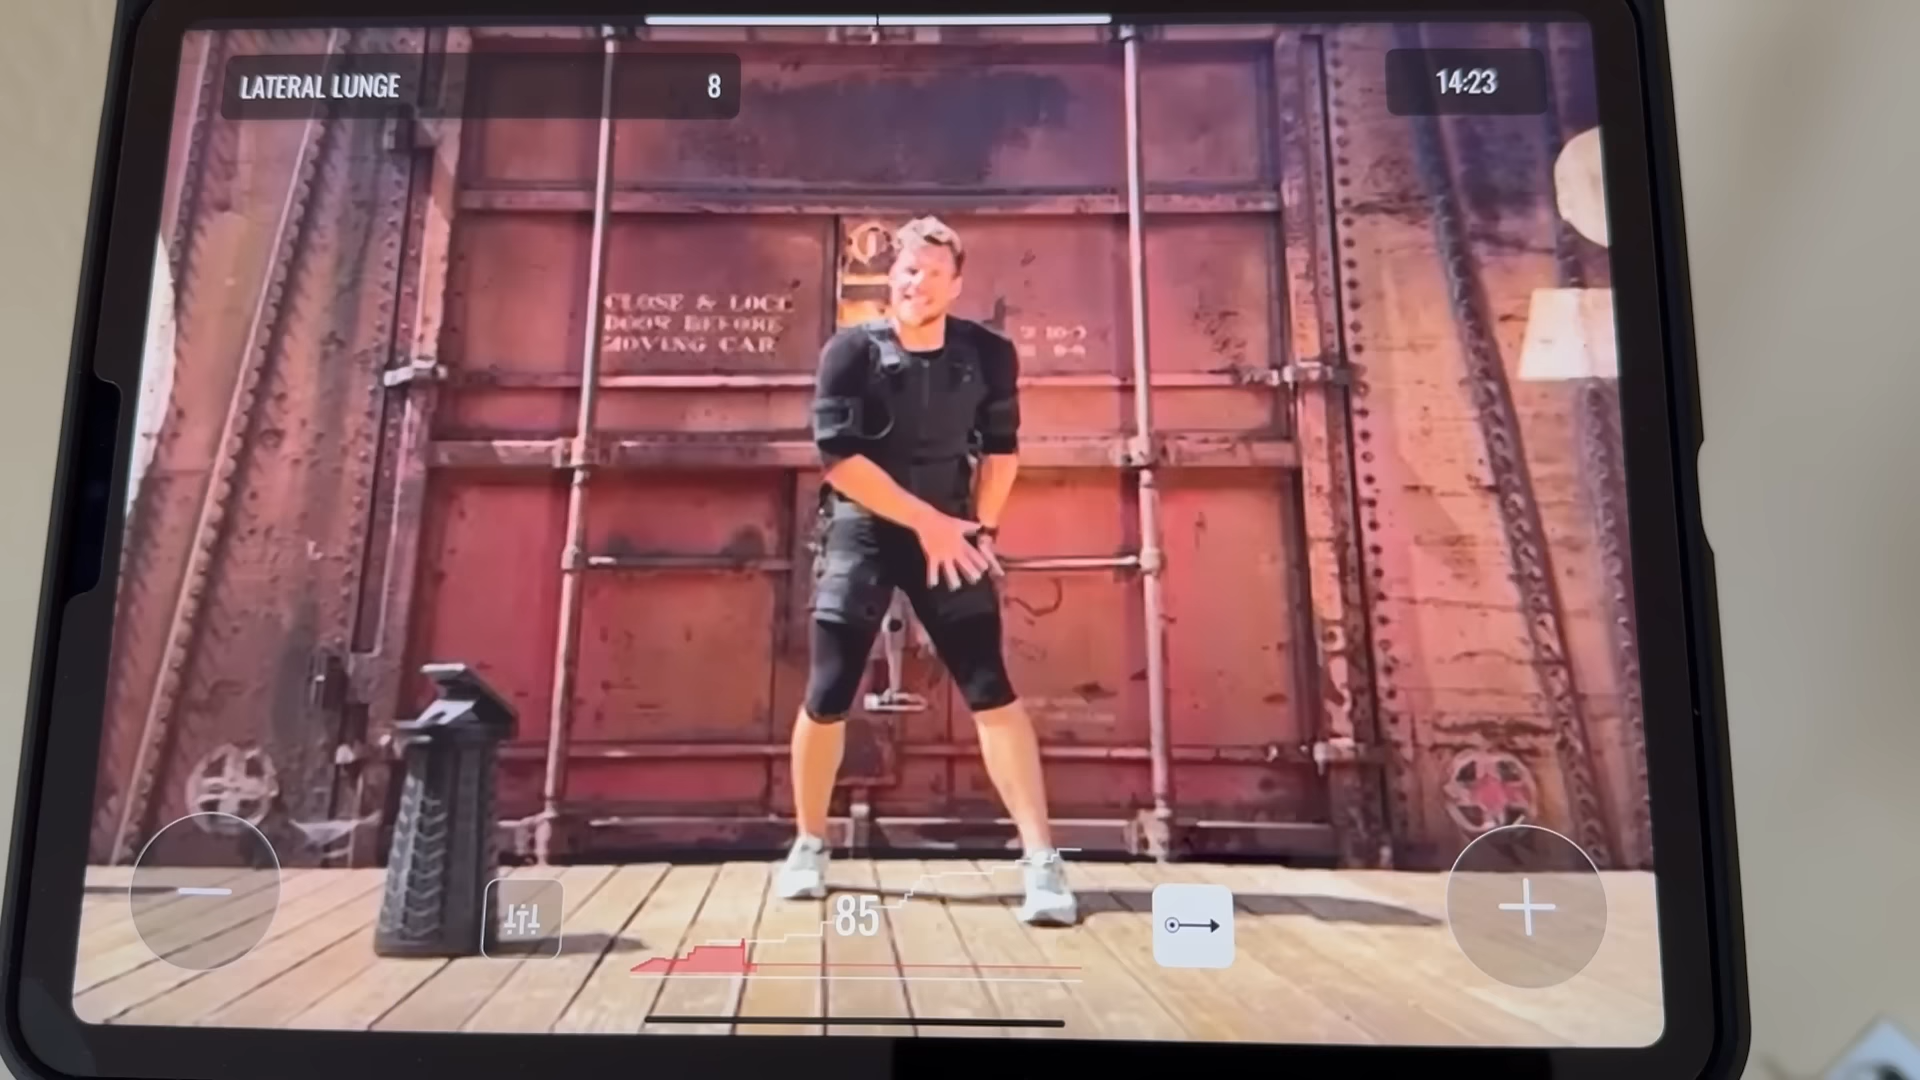 LATERAL LUNGE 8
14:23
CLOSE & LOCK
DOOR BEFORE
MOVING CAR
85